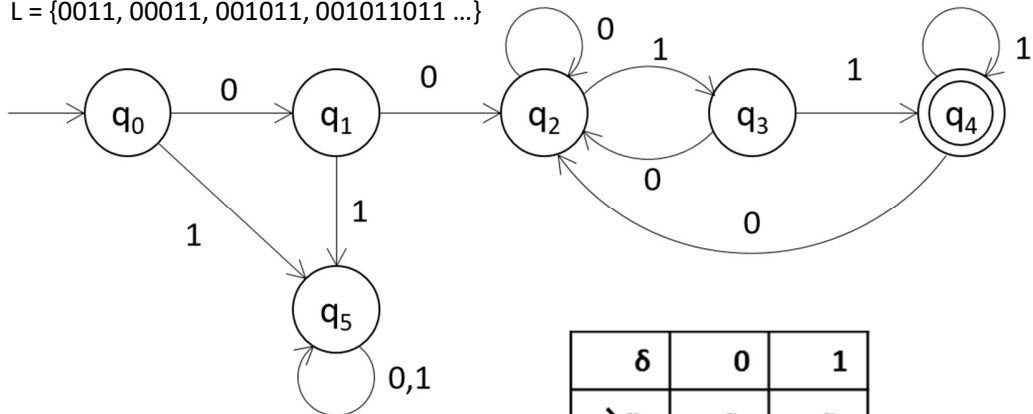 L = {0011, 00011, 001011, 001011011 ...}
0
1
1
0
0
1
q₀
q₁
q₂
q₃
q₄
1
1
0
0
q₅
0,1
δ 0 1